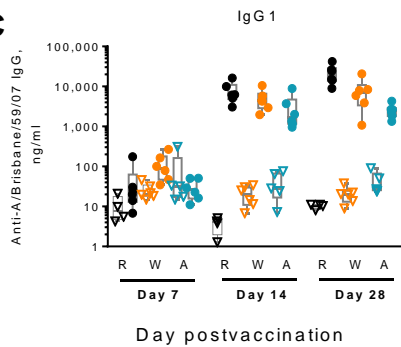 IgG1
Anti-A/Brisbane/59/07 IgG,
ng/ml
100,000
10,000
1,000
100
10
1
R W A R W A R W A
Day 7 Day 14 Day 28
Day postvaccination